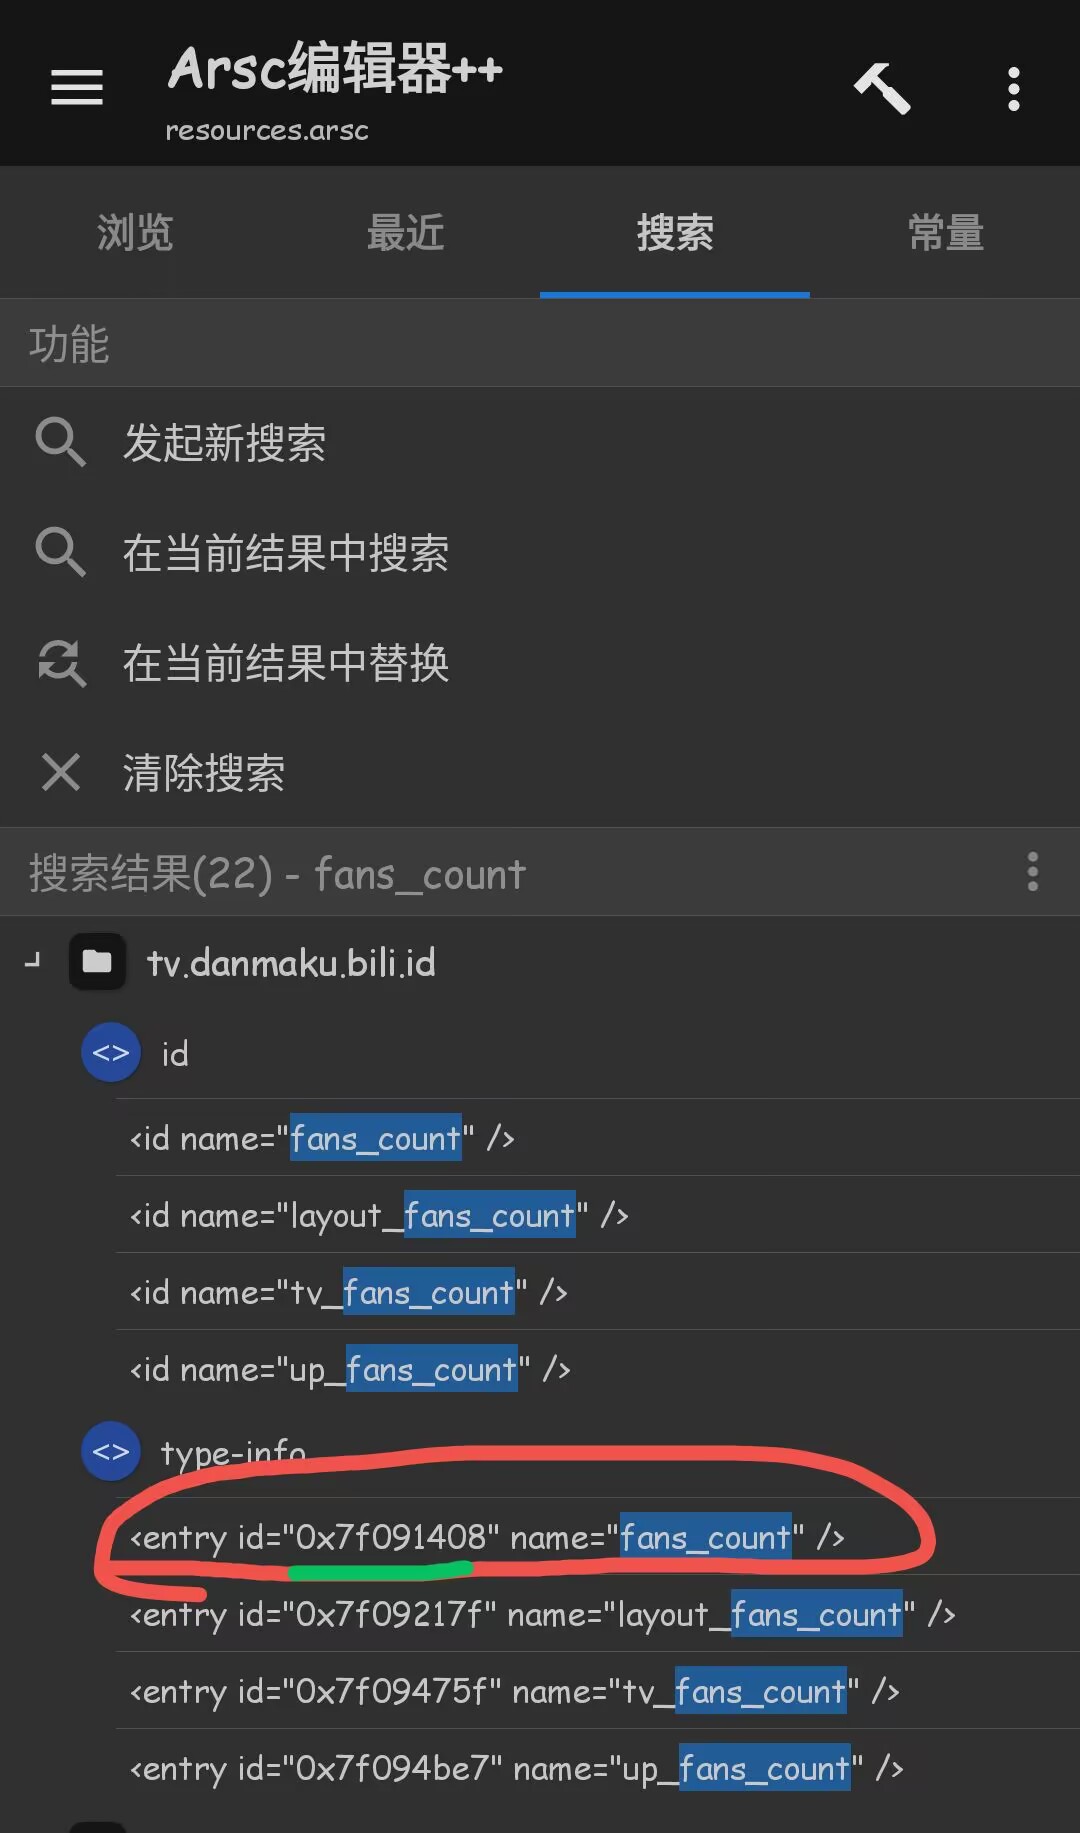 Arsc编辑器++
resources.arsc
浏览 最近 搜索 常量
功能
发起新搜索
在当前结果中搜索
在当前结果中替换
清除搜索
搜索结果(22) - fans_count
tv.danmaku.bili.id
<> id
<id name="fans_count" />
<id name="layout_fans_count" />
<id name="tv_fans_count" />
<id name="up_fans_count" />
<> type-info
<entry id="0x7f091408" name="fans_count" />
<entry id="0x7f09217f" name="layout_fans_count" />
<entry id="0x7f09475f" name="tv_fans_count" />
<entry id="0x7f094be7" name="up_fans_count" />